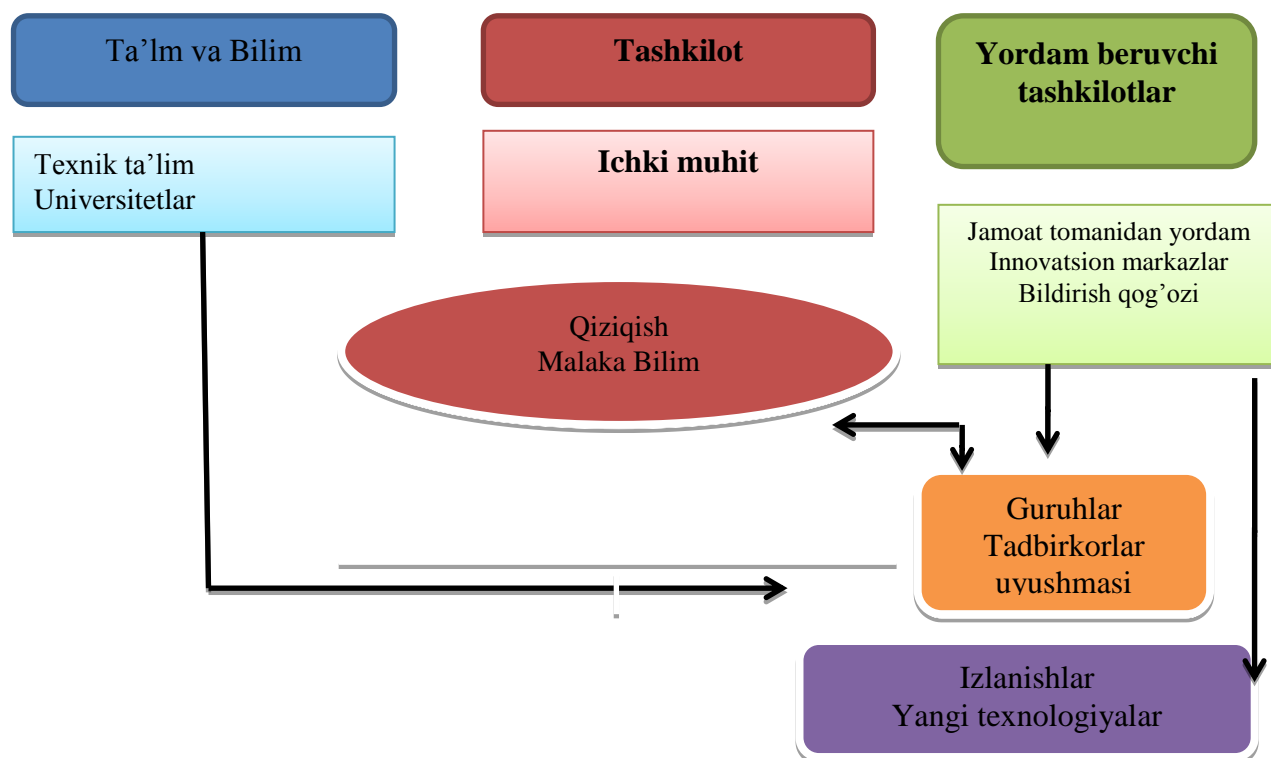 Ta’lm va Bilim
Tashkilot
Yordam beruvchi
tashkilotlar
Texnik ta’lim
Universitetlar
Ichki muhit
Jamoat tomanidan yordam
Innovatsion markazlar
Bildirish qog’ozi
Qiziqish
Malaka Bilim
Guruhlar
Tadbirkorlar
uyushmasi
Izlanishlar
Yangi texnologiyalar